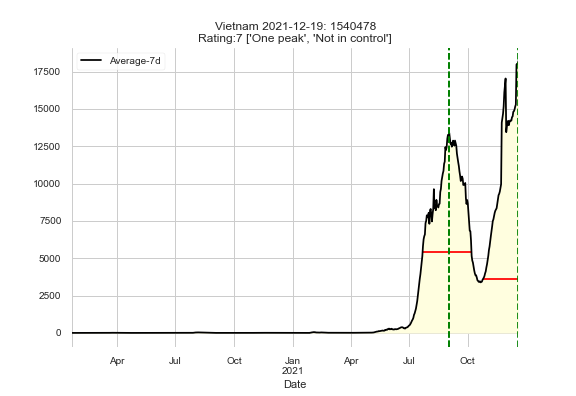 Vietnam 2021-12-19: 1540478
Rating:7 ['One peak', 'Not in control']
Average-7d
17500
15000
12500
10000
7500
5000
2500
0
Apr
Jul
Oct
Jan
2021
Apr
Jul
Oct
Date